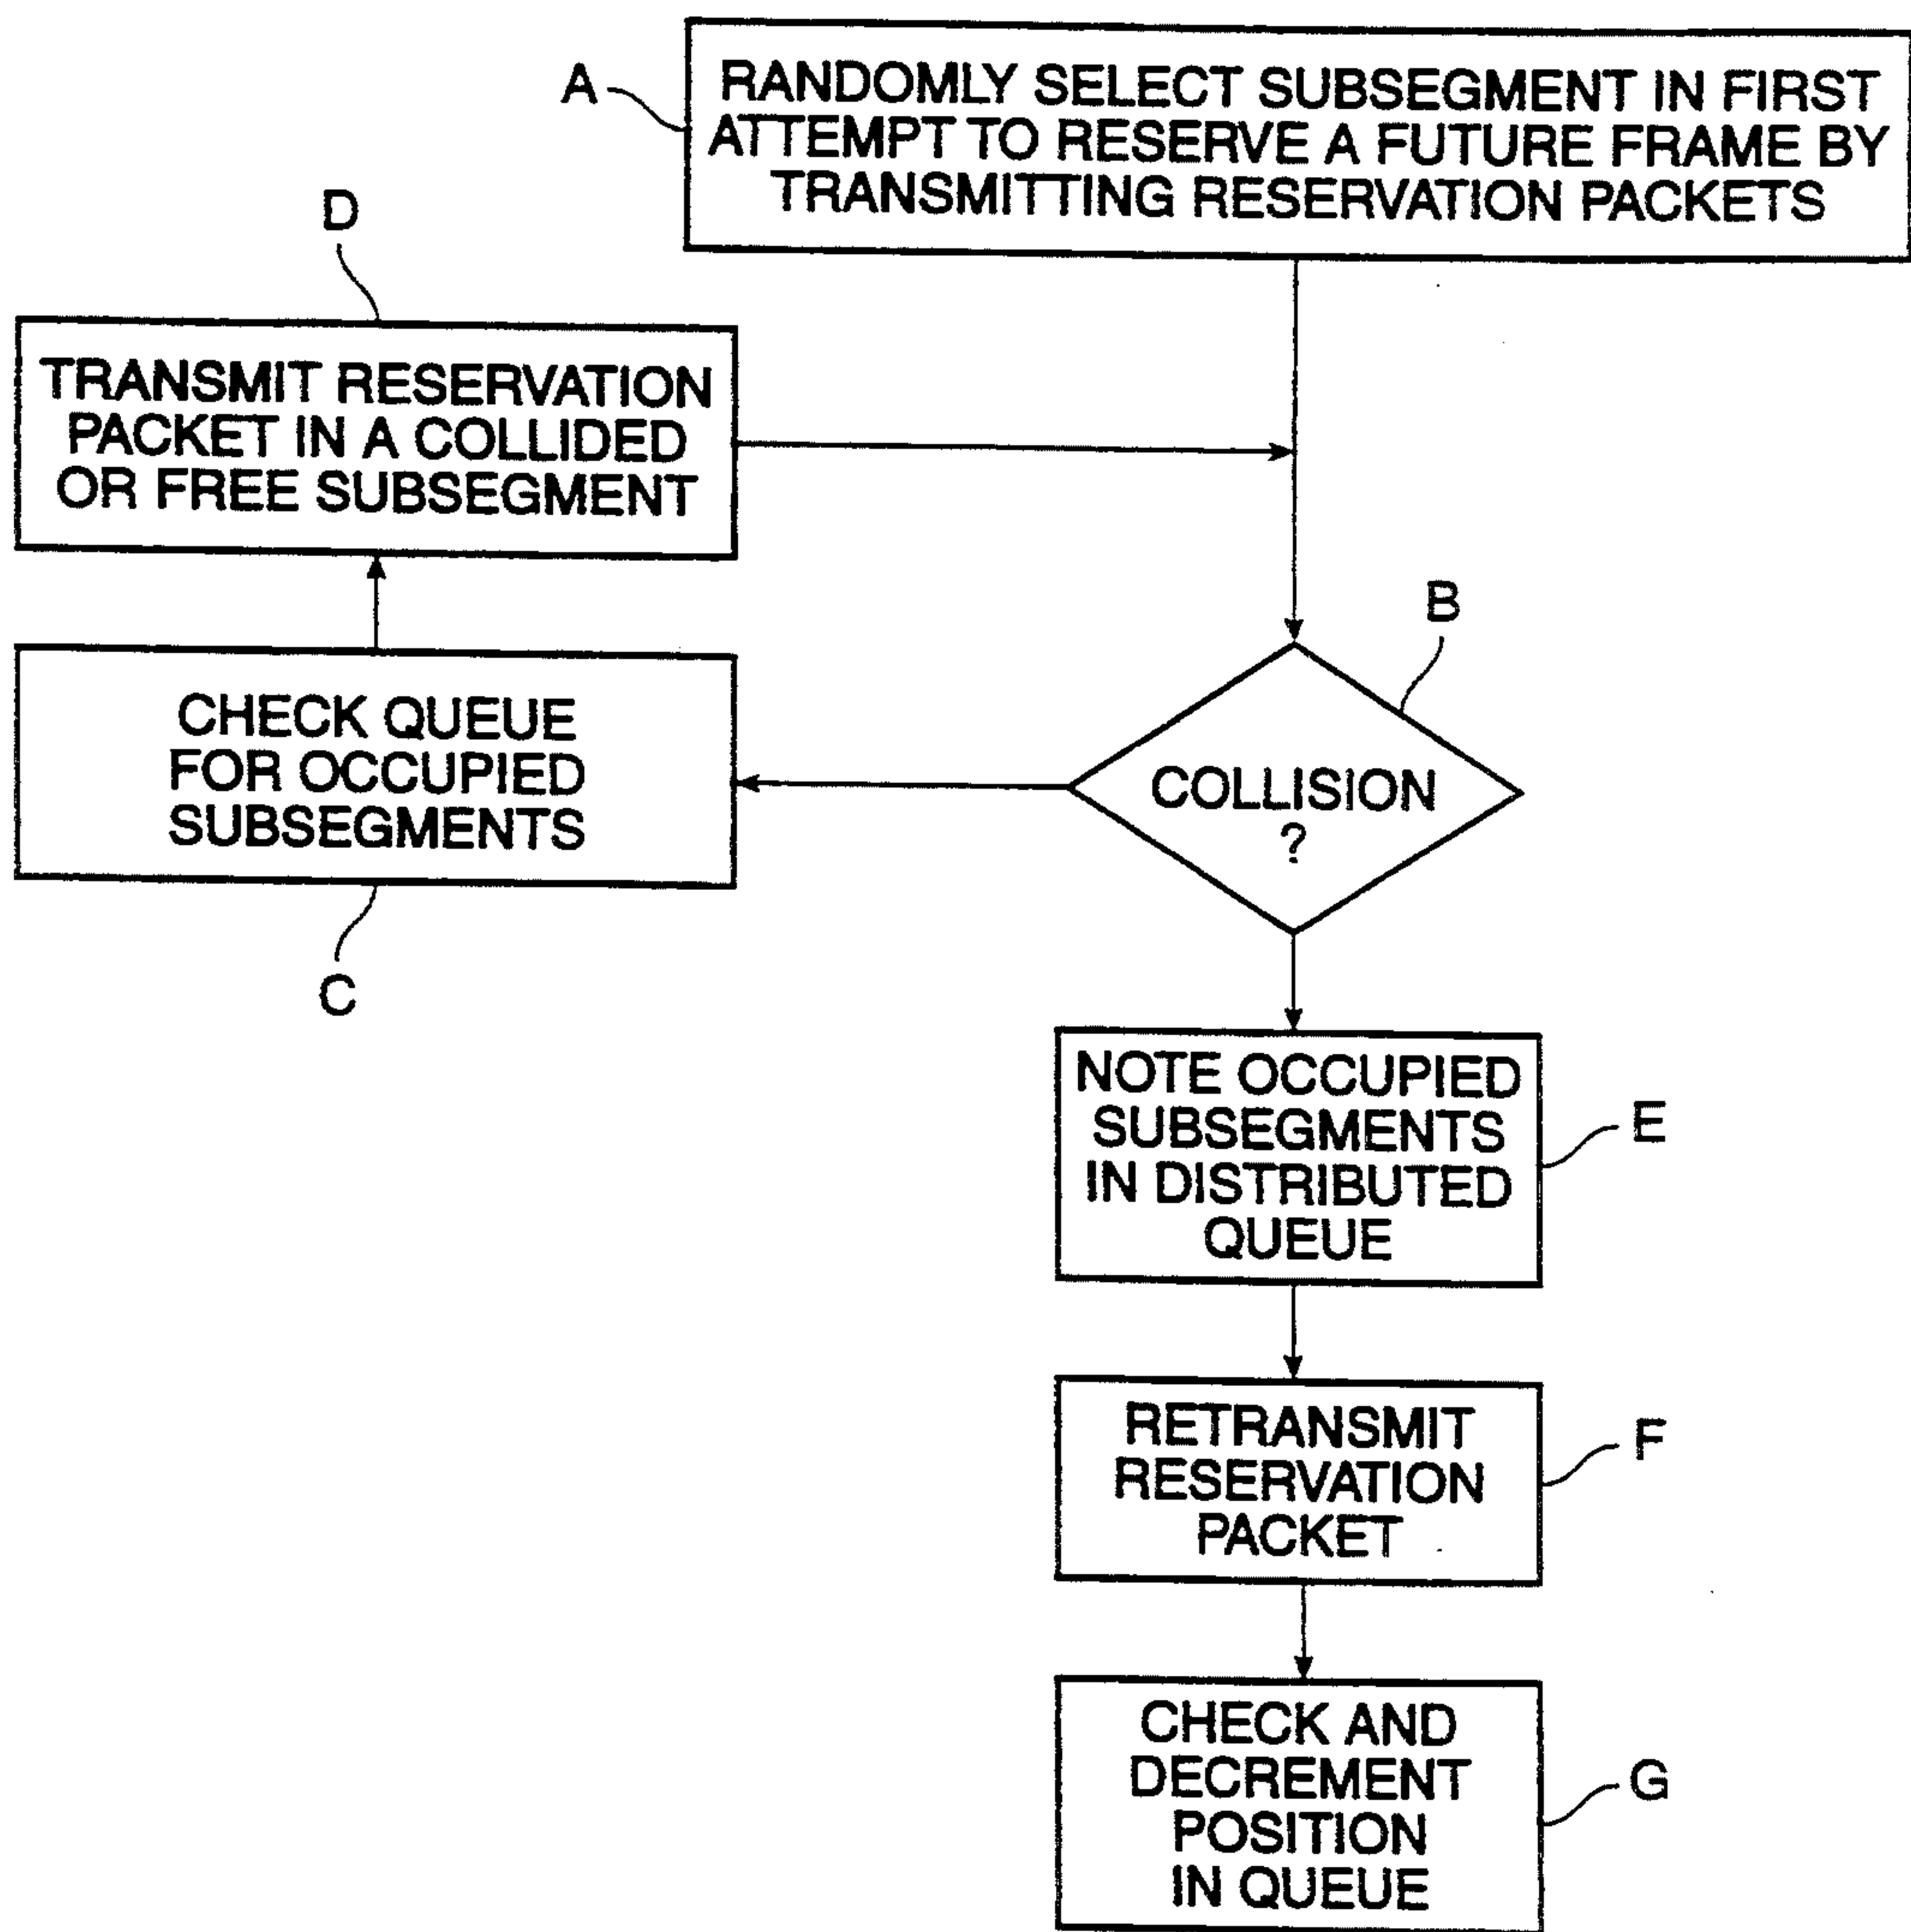 A
RANDOMLY SELECT SUBSEGMENT IN FIRST
ATTEMPT TO RESERVE A FUTURE FRAME BY
TRANSMITTING RESERVATION PACKETS
D
TRANSMIT RESERVATION
PACKET IN A COLLIDED
OR FREE SUBSEGMENT
B
COLLISION
?
CHECK QUEUE
FOR OCCUPIED
SUBSEGMENTS
C
NOTE OCCUPIED
SUBSEGMENTS
IN DISTRIBUTED
QUEUE
E
RETRANSMIT
RESERVATION
PACKET
F
CHECK AND
DECREMENT
POSITION
IN QUEUE
G